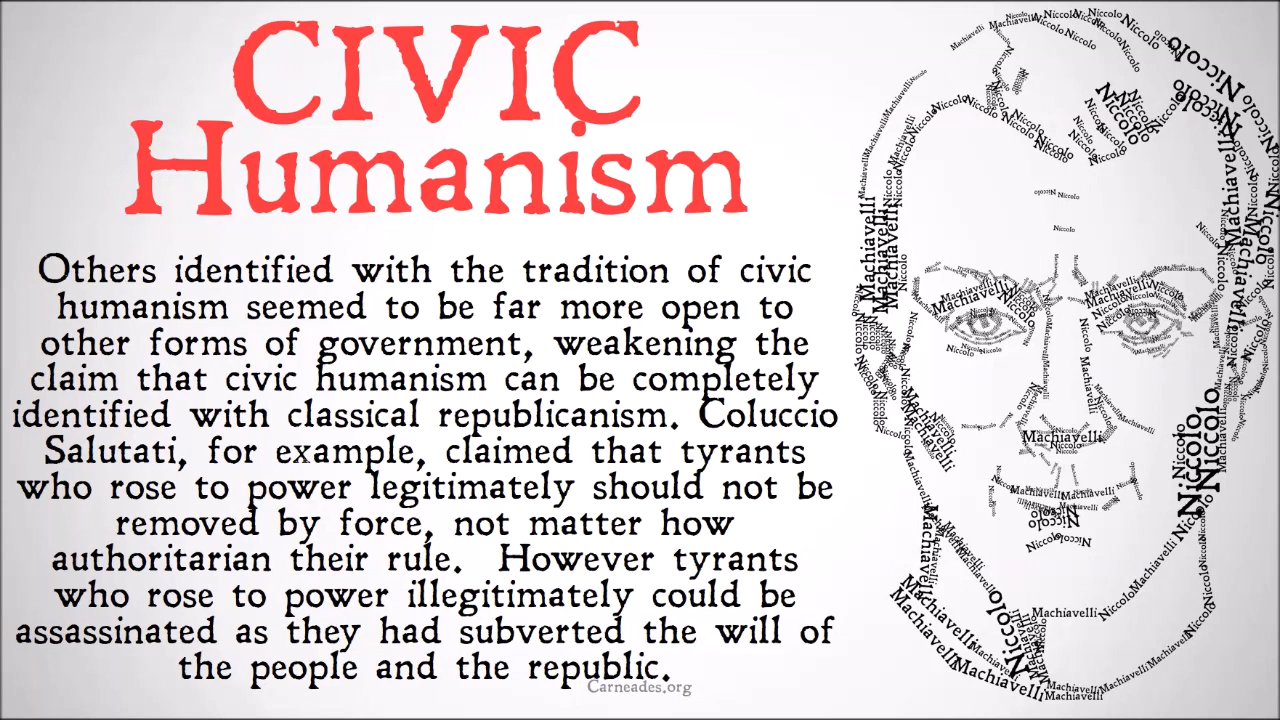 CIVIC
Humanism
Others identified with the tradition of civic
humanism seemed to be far more open to
other forms of government, weakening the
claim that civic humanism can be completely
identified with classical republicanism. Coluccio
Salutati, for example, claimed that tyrants
who rose to power legitimately should not be
removed by force, not matter how
authoritarian their rule. However tyrants
who rose to power illegitimately could be
assassinated as they had subverted the will of
the people and the republic.
Carneades.org
Niccolo
Machiavelli